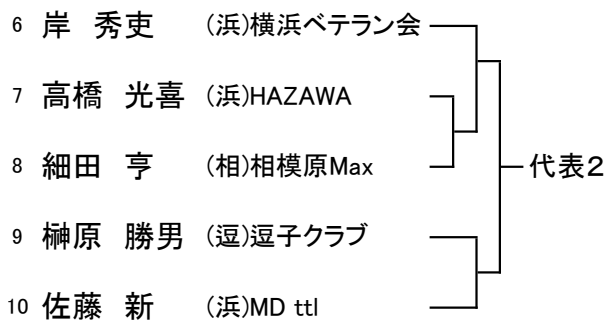 6 岸 秀吏 (浜)横浜ベテラン会
7 高橋 光喜 (浜)HAZAWA
8 細田 亨 (相)相模原Max
代表2
9 榊原 勝男 (逗)逗子クラブ
10 佐藤 新 (浜)MD ttl